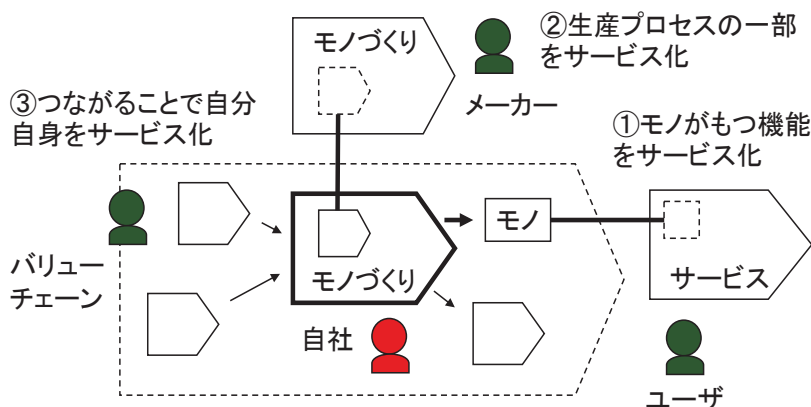 モノづくり
②生産プロセスの一部
をサービス化
メーカー
③つながることで自分
自身をサービス化
①モノがもつ機能
をサービス化
モノ
バリュー
チェーン
モノづくり
サービス
自社
ユーザ